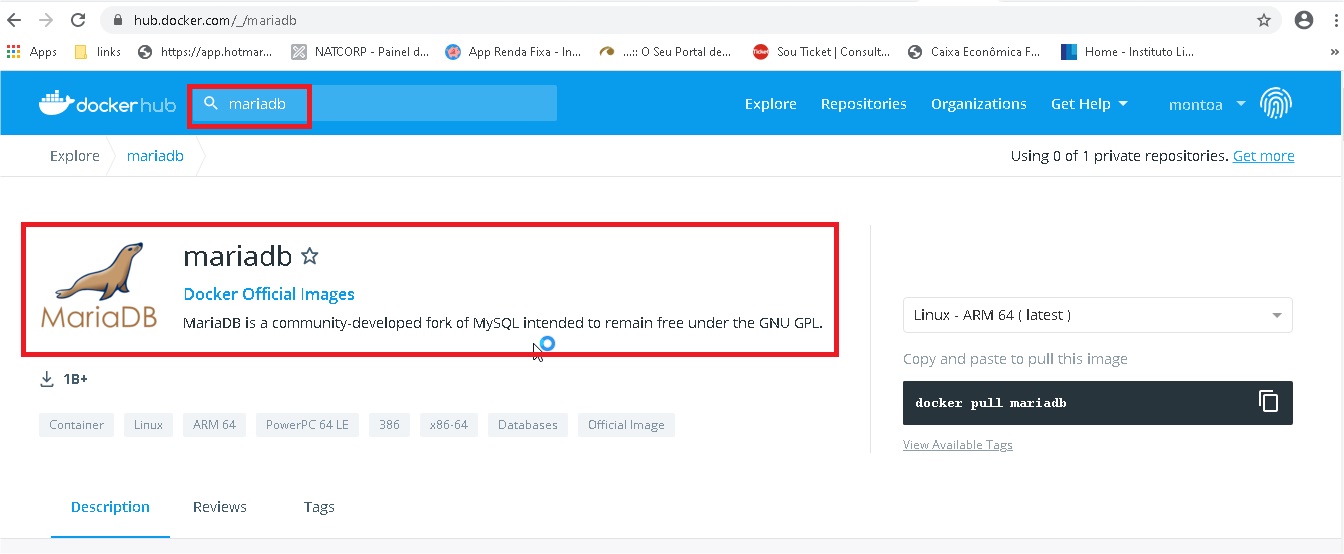 hub.docker.com/_/mariadb
Apps links https://app.hotmar... NATCORP - Painel d... App Renda Fixa - In... ...:: O Seu Portal de... Ticket Sou Ticket | Consult... Caixa Econômica F... Home - Instituto Li... »
dockerhub mariadb Explore Repositories Organizations Get Help montoa
Explore mariadb Using 0 of 1 private repositories. Get more
mariadb
Docker Official Images
MariaDB
MariaDB is a community-developed fork of MySQL intended to remain free under the GNU GPL.
1B+
Container Linux ARM 64 PowerPC 64 LE 386 x86-64 Databases Official Image
Linux - ARM 64 ( latest )
Copy and paste to pull this image
docker pull mariadb
View Available Tags
Description Reviews Tags